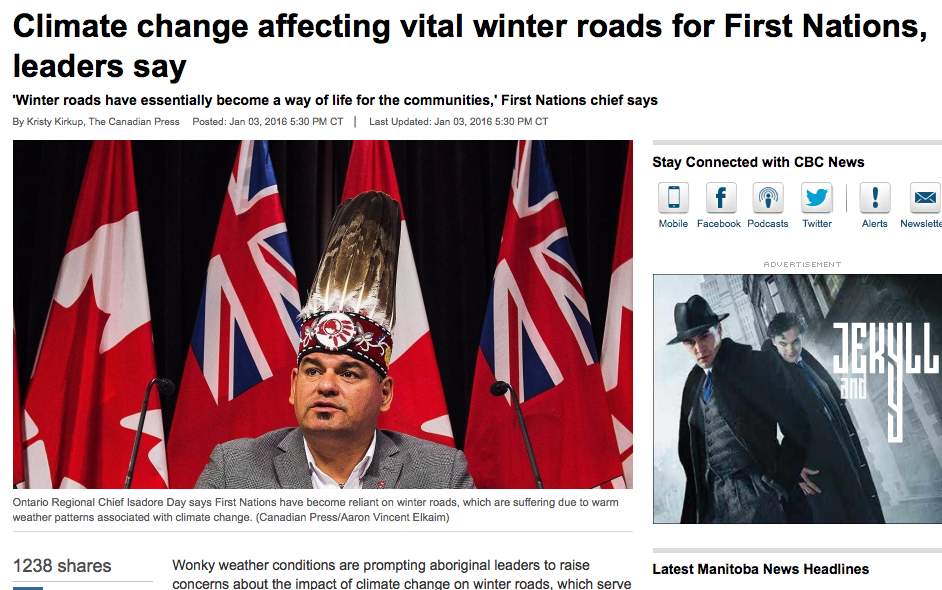 Climate change affecting vital winter roads for First Nations,
leaders say
'Winter roads have essentially become a way of life for the communities,' First Nations chief says
By Kristy Kirkup, The Canadian Press Posted: Jan 03, 2016 5:30 PM CT | Last Updated: Jan 03, 2016 5:30 PM CT
Ontario Regional Chief Isadore Day says First Nations have become reliant on winter roads, which are suffering due to warm
weather patterns associated with climate change. (Canadian Press/Aaron Vincent Elkaim)
1238 shares
Wonky weather conditions are prompting aboriginal leaders to raise
concerns about the impact of climate change on winter roads, which serve
Stay Connected with CBC News
Mobile Facebook Podcasts Twitter Alerts Newslette
ADVERTISEMENT
JEKYLL
and
Latest Manitoba News Headlines